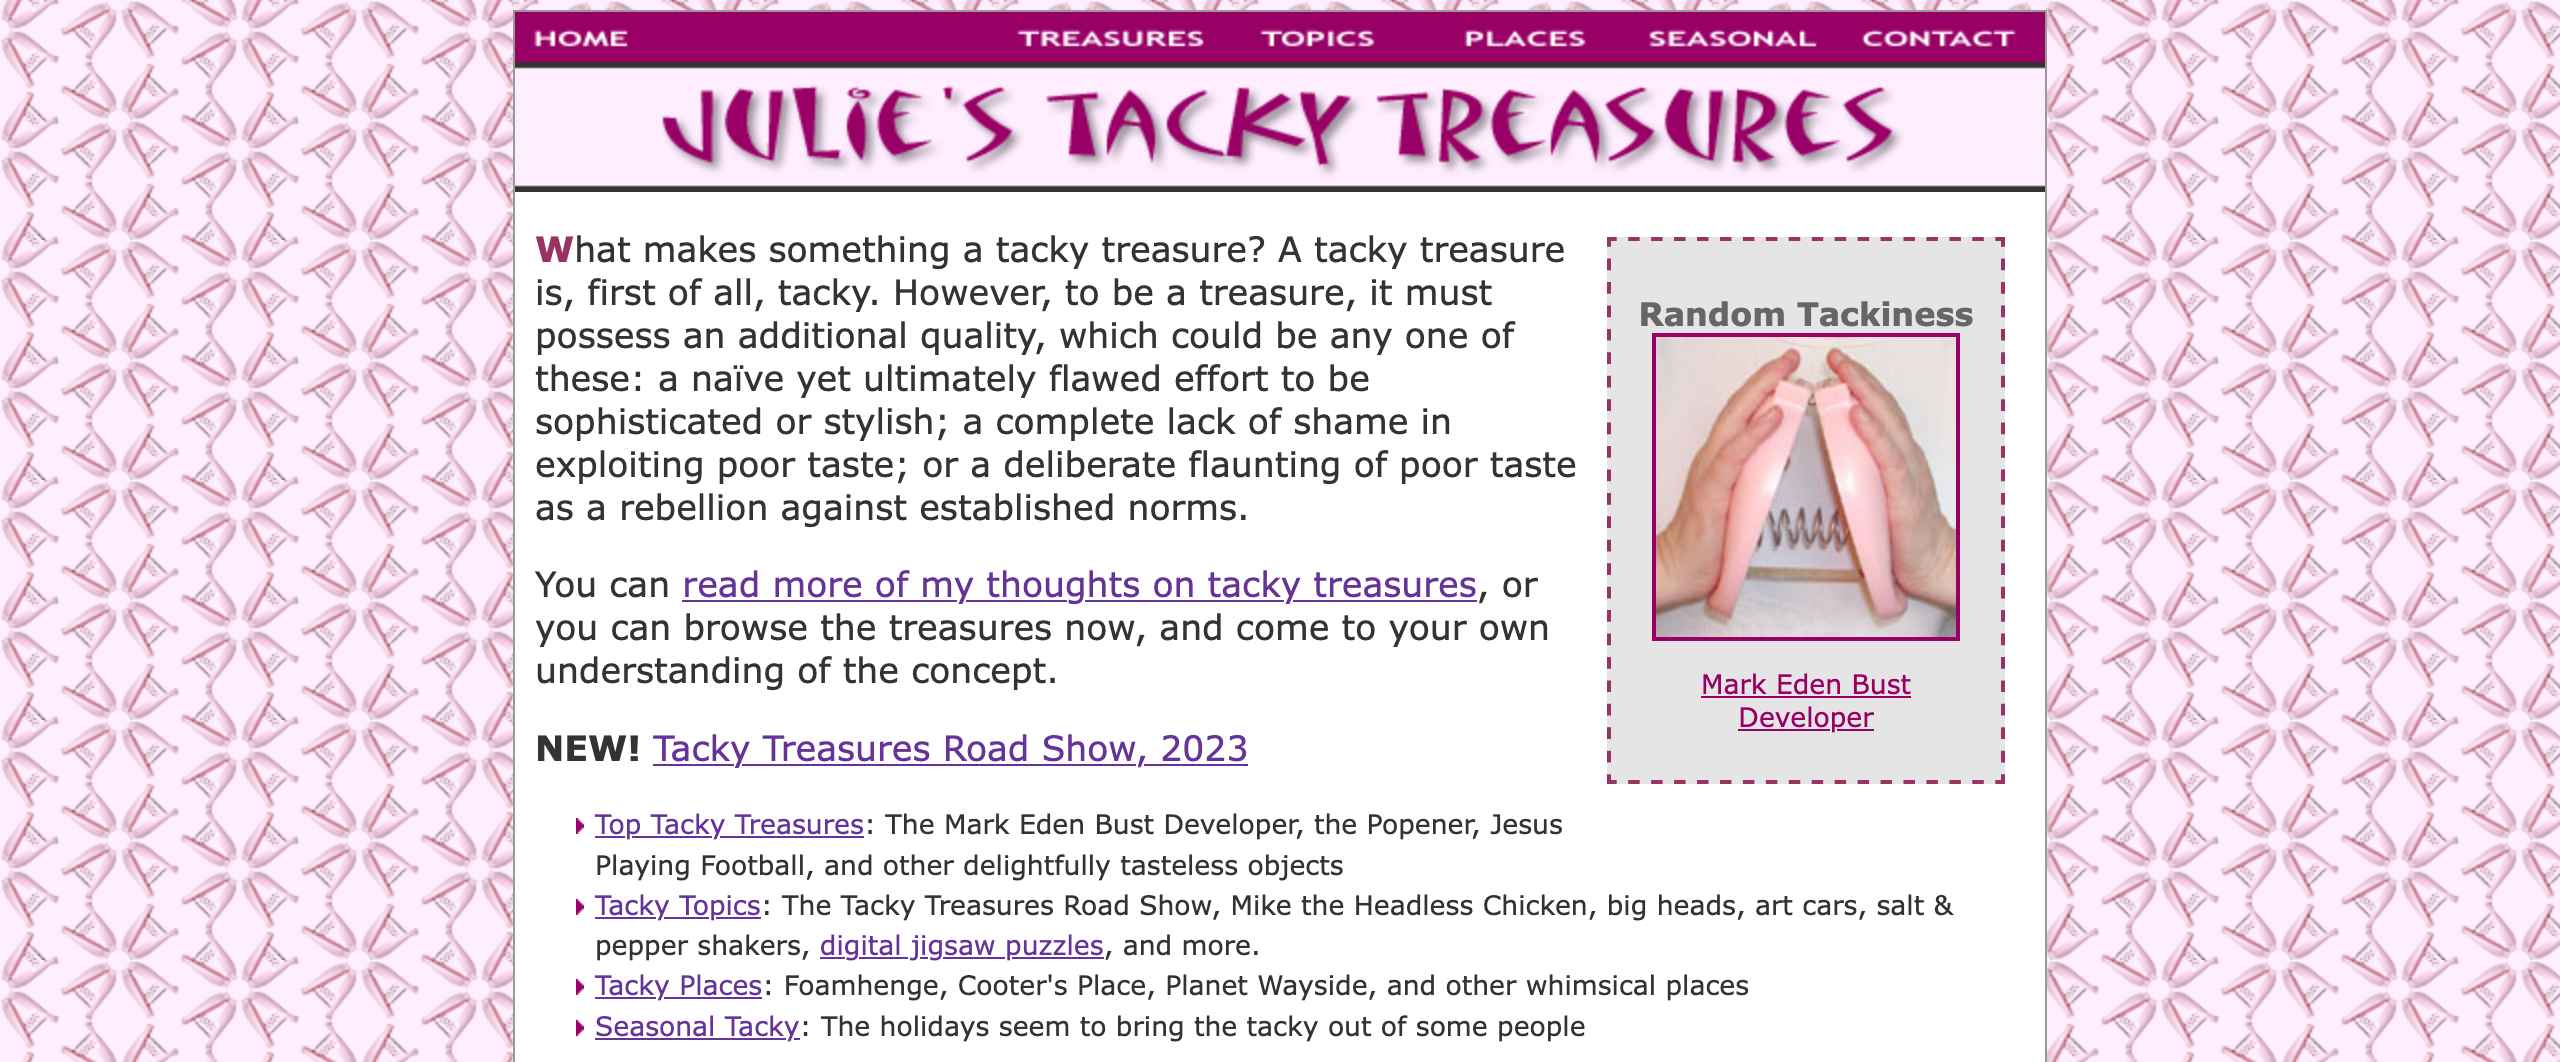 HOME TREASURES TOPICS PLACES SEASONAL CONTACT
JULiE'S TACKY TREASURES
What makes something a tacky treasure? A tacky treasure
is, first of all, tacky. However, to be a treasure, it must
possess an additional quality, which could be any one of
these: a naïve yet ultimately flawed effort to be
sophisticated or stylish; a complete lack of shame in
exploiting poor taste; or a deliberate flaunting of poor taste
as a rebellion against established norms.
You can read more of my thoughts on tacky treasures, or
you can browse the treasures now, and come to your own
understanding of the concept.
NEW! Tacky Treasures Road Show, 2023
Random Tackiness
Mark Eden Bust
Developer
Top Tacky Treasures: The Mark Eden Bust Developer, the Popener, Jesus
Playing Football, and other delightfully tasteless objects
Tacky Topics: The Tacky Treasures Road Show, Mike the Headless Chicken, big heads, art cars, salt &
pepper shakers, digital jigsaw puzzles, and more.
Tacky Places: Foamhenge, Cooter's Place, Planet Wayside, and other whimsical places
Seasonal Tacky: The holidays seem to bring the tacky out of some people